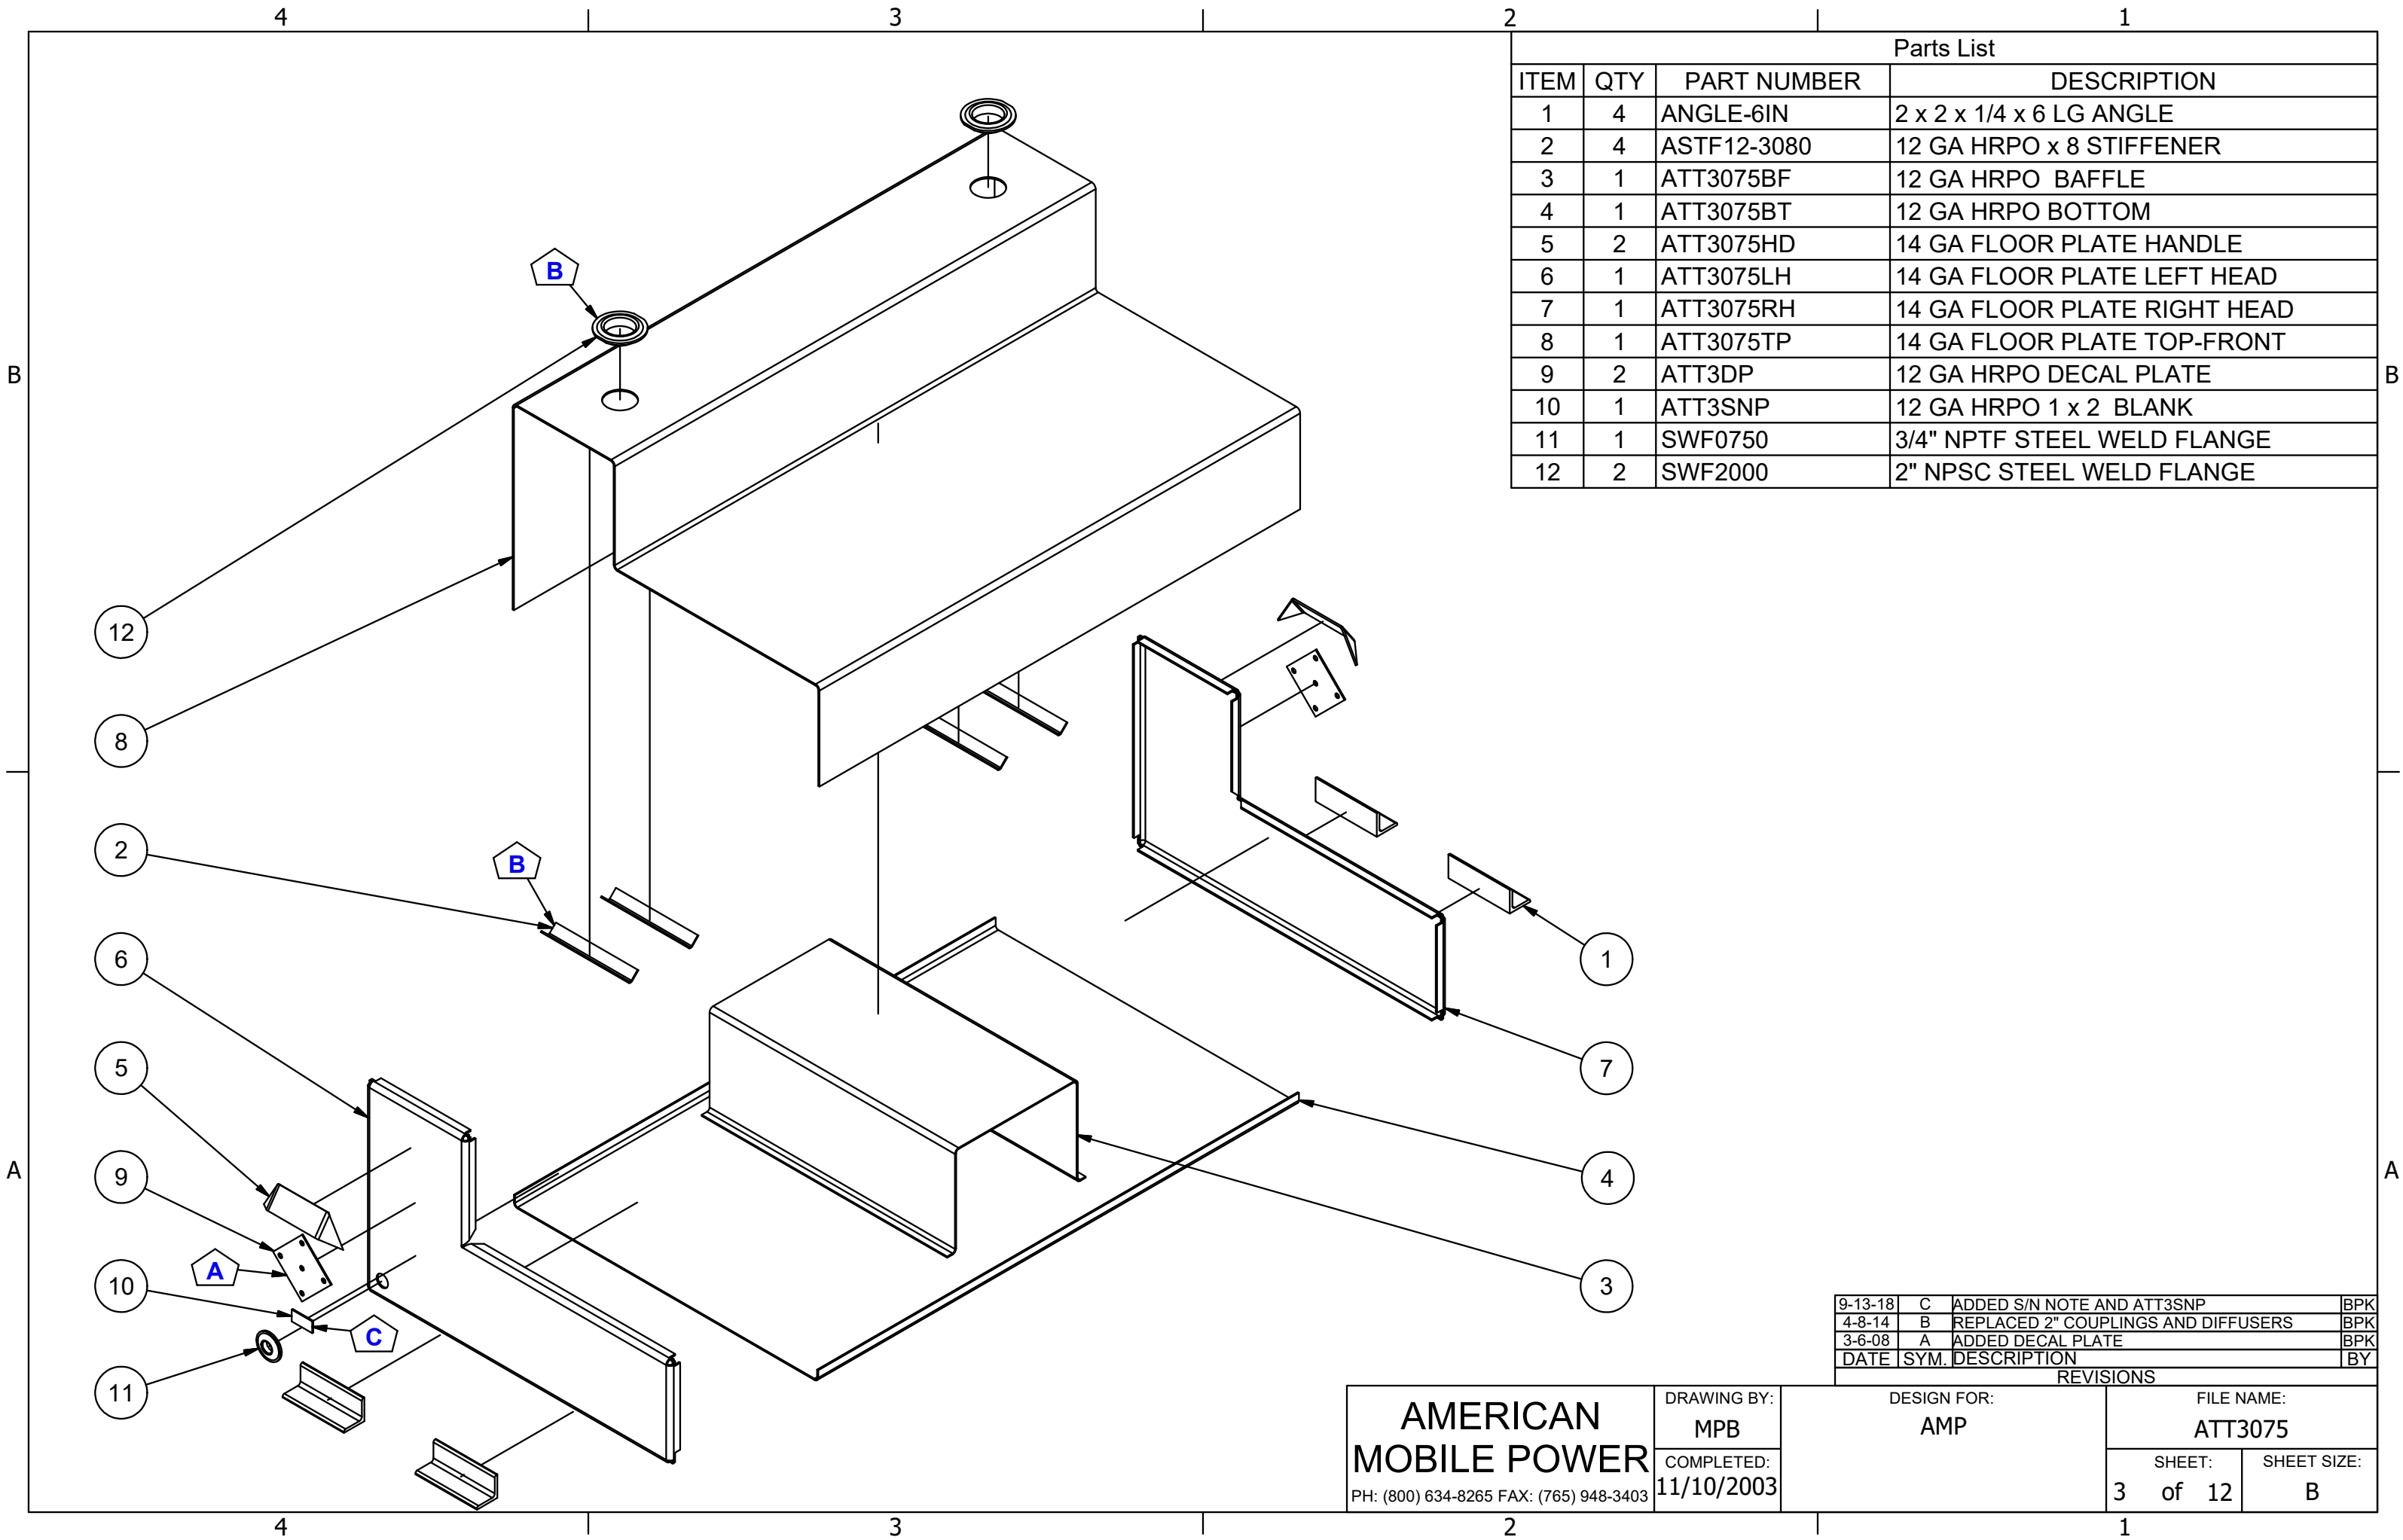 4 3 2 1
Parts List
ITEM QTY PART NUMBER DESCRIPTION
1 4 ANGLE-6IN 2 x 2 x 1/4 x 6 LG ANGLE
2 4 ASTF12-3080 12 GA HRPO x 8 STIFFENER
3 1 ATT3075BF 12 GA HRPO  BAFFLE
4 1 ATT3075BT 12 GA HRPO BOTTOM
5 2 ATT3075HD 14 GA FLOOR PLATE HANDLE
6 1 ATT3075LH 14 GA FLOOR PLATE LEFT HEAD
7 1 ATT3075RH 14 GA FLOOR PLATE RIGHT HEAD
8 1 ATT3075TP 14 GA FLOOR PLATE TOP-FRONT
9 2 ATT3DP 12 GA HRPO DECAL PLATE
10 1 ATT3SNP 12 GA HRPO 1 x 2  BLANK
11 1 SWF0750 3/4" NPTF STEEL WELD FLANGE
12 2 SWF2000 2" NPSC STEEL WELD FLANGE
B
B
B
12
8
2
B
6
1
5
7
9
4
A
A
A
10
3
C
11
9-13-18 C ADDED S/N NOTE AND ATT3SNP BPK
4-8-14 B REPLACED 2" COUPLINGS AND DIFFUSERS BPK
3-6-08 A ADDED DECAL PLATE BPK
DATE SYM. DESCRIPTION BY
REVISIONS
AMERICAN
MOBILE POWER
PH: (800) 634-8265 FAX: (765) 948-3403
DRAWING BY:
MPB
COMPLETED:
11/10/2003
DESIGN FOR:
AMP
FILE NAME:
ATT3075
SHEET:
3 of 12
SHEET SIZE:
B
4 3 2 1